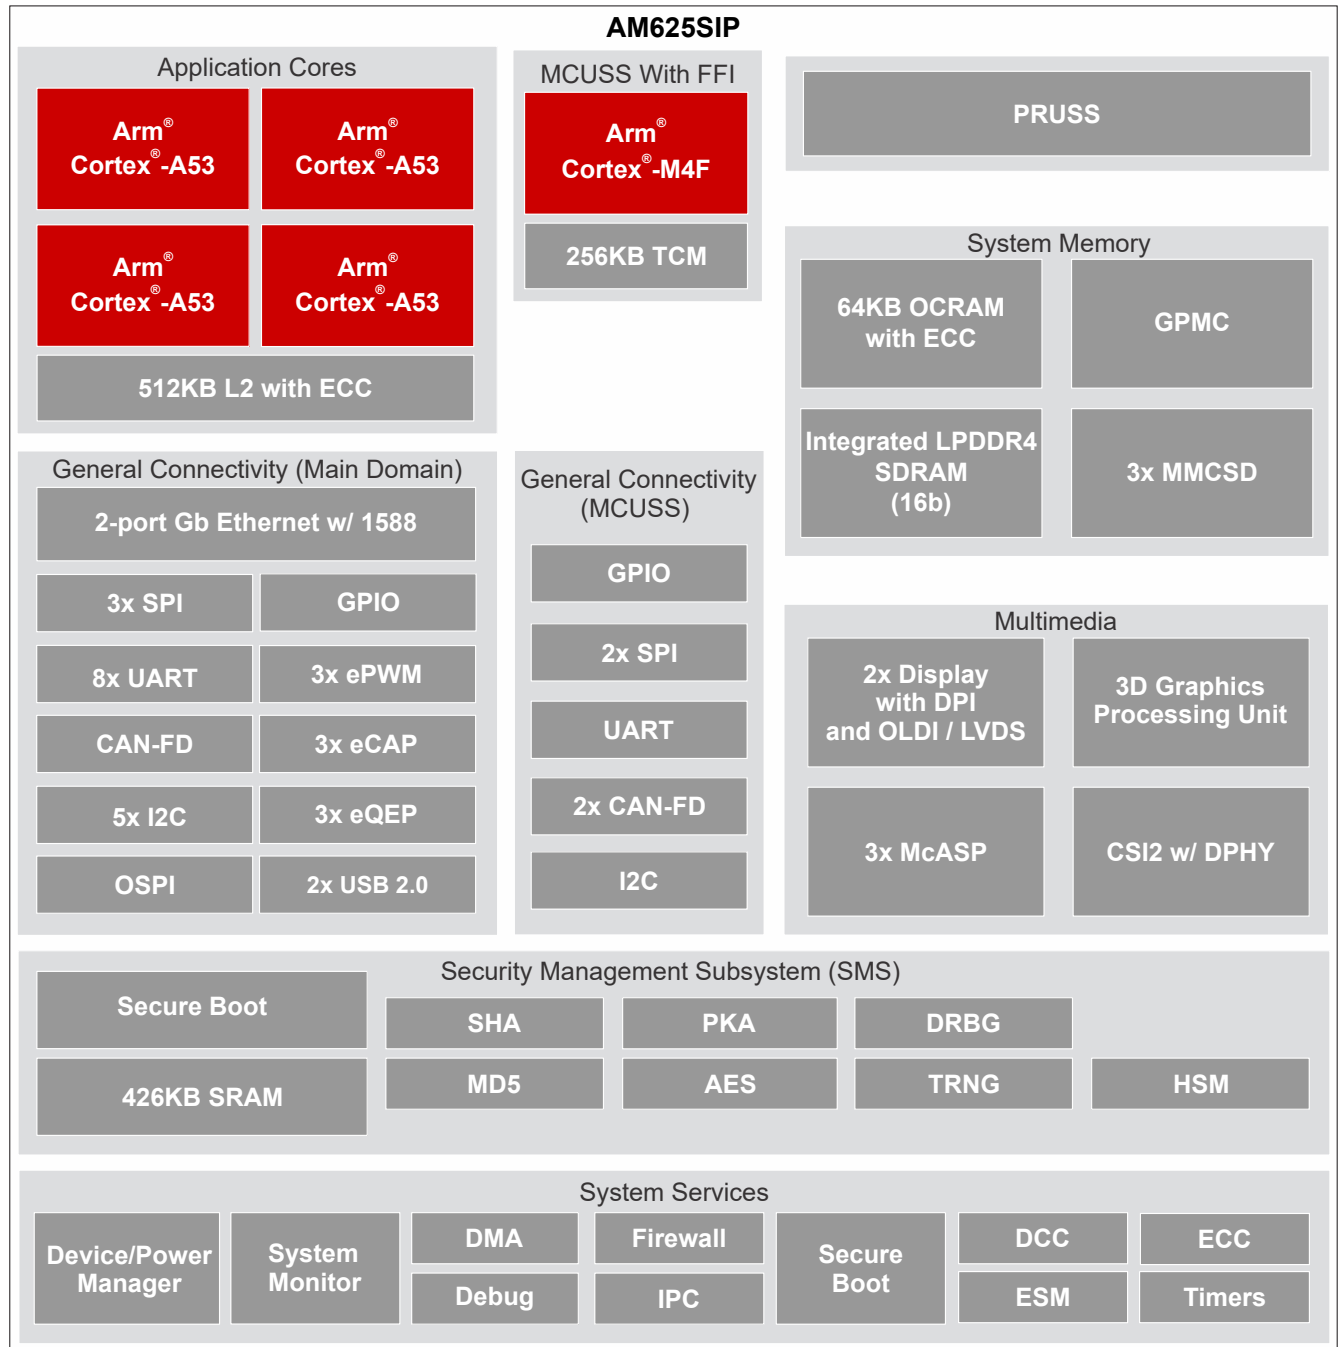 AM625SIP
Application Cores
Arm®
Cortex®-A53
Arm®
Cortex®-A53
Arm®
Cortex®-A53
Arm®
Cortex®-A53
512KB L2 with ECC
MCUSS With FFI
Arm®
Cortex®-M4F
256KB TCM
PRUSS
System Memory
64KB OCRAM
with ECC
GPMC
Integrated LPDDR4
SDRAM
(16b)
3x MMCSD
General Connectivity (Main Domain)
2-port Gb Ethernet w/ 1588
3x SPI
GPIO
8x UART
3x ePWM
CAN-FD
3x eCAP
5x I2C
3x eQEP
OSPI
2x USB 2.0
General Connectivity
(MCUSS)
GPIO
2x SPI
UART
2x CAN-FD
I2C
Multimedia
2x Display
with DPI
and OLDI / LVDS
3D Graphics
Processing Unit
3x McASP
CSI2 w/ DPHY
Security Management Subsystem (SMS)
Secure Boot
426KB SRAM
SHA
PKA
DRBG
MD5
AES
TRNG
HSM
System Services
Device/Power
Manager
System
Monitor
DMA
Debug
Firewall
IPC
Secure
Boot
DCC
ESM
ECC
Timers